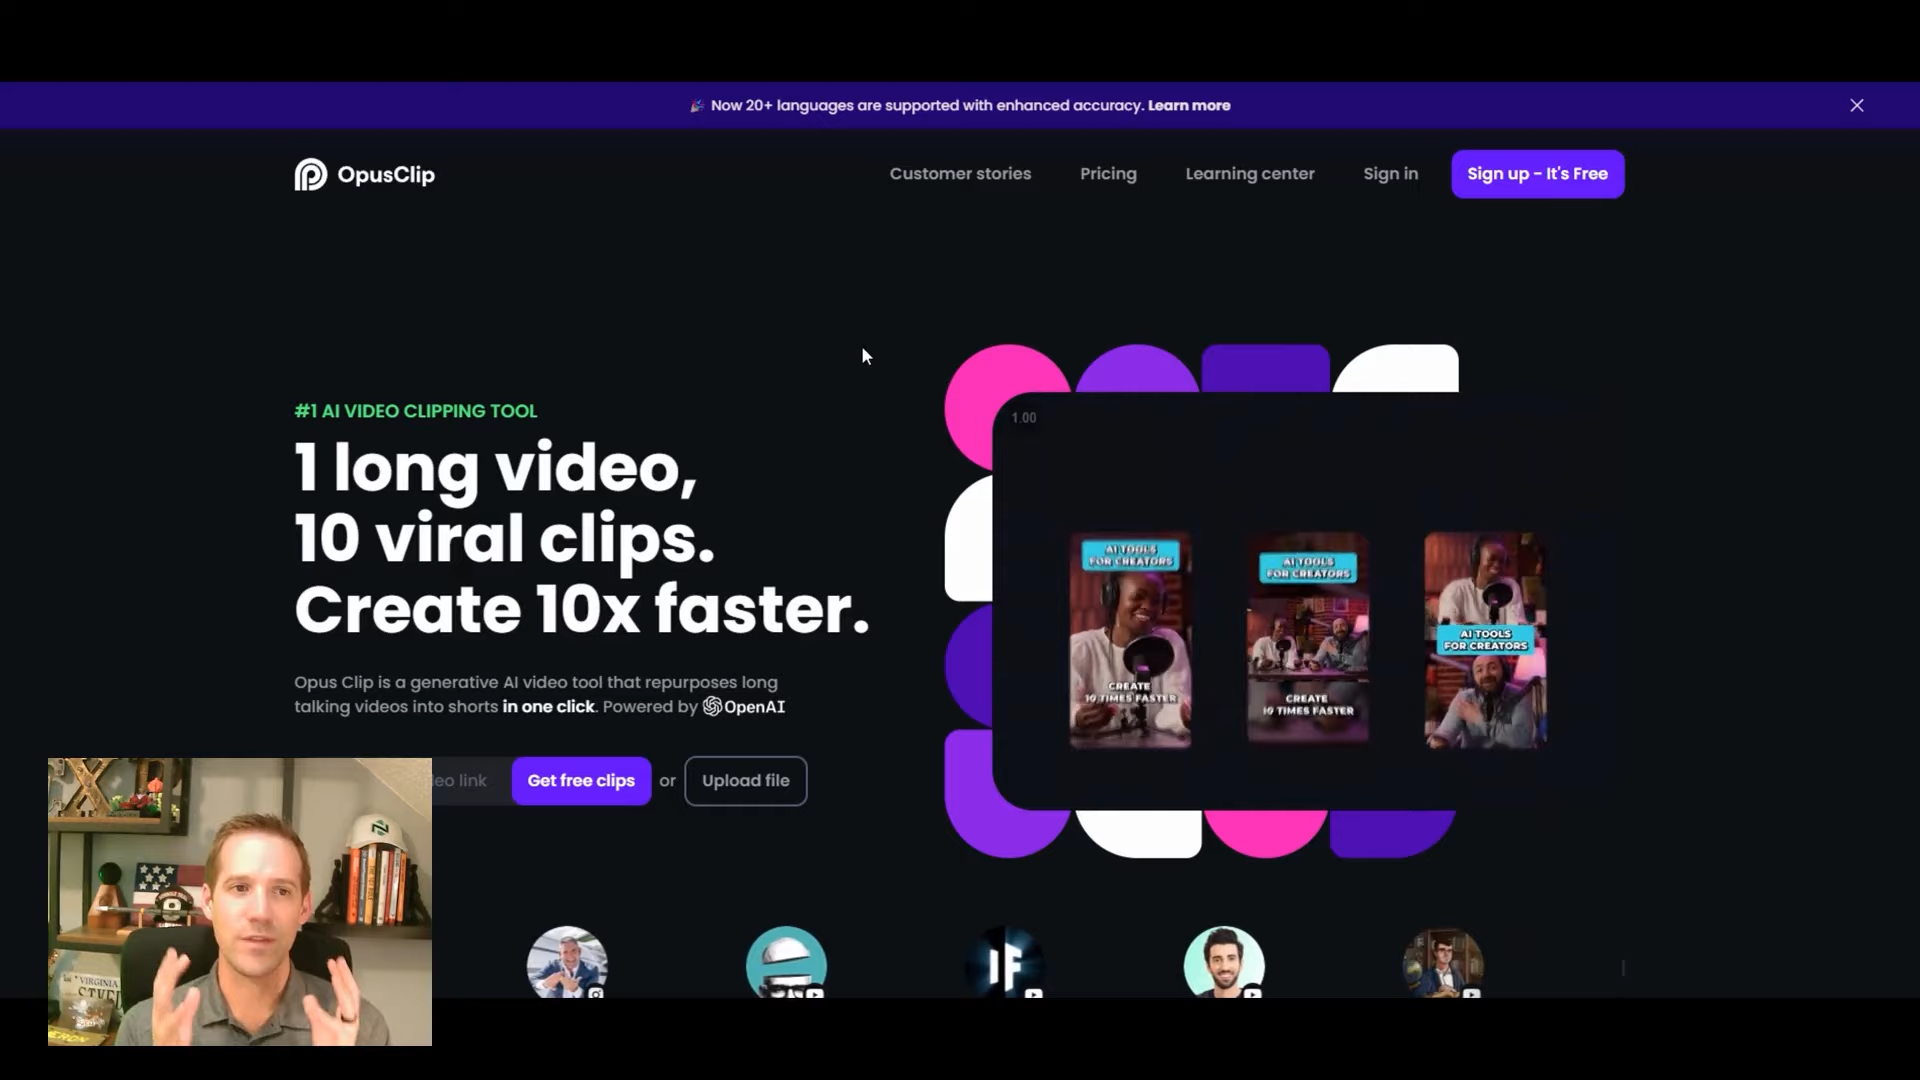 🎉 Now 20+ languages are supported with enhanced accuracy. Learn more
OpusClip
Customer stories
Pricing
Learning center
Sign in
Sign up - It's Free
#1 AI VIDEO CLIPPING TOOL
1 long video,
10 viral clips.
Create 10x faster.
Opus Clip is a generative AI video tool that repurposes long
talking videos into shorts in one click. Powered by OpenAI
link
Get free clips
or
Upload file
1.00
AI TOOLS
FOR CREATORS
CREATE
10 TIMES FASTER
AI TOOLS
FOR CREATORS
CREATE
10 TIMES FASTER
AI TOOLS
FOR CREATORS
IF
VIRGINIA